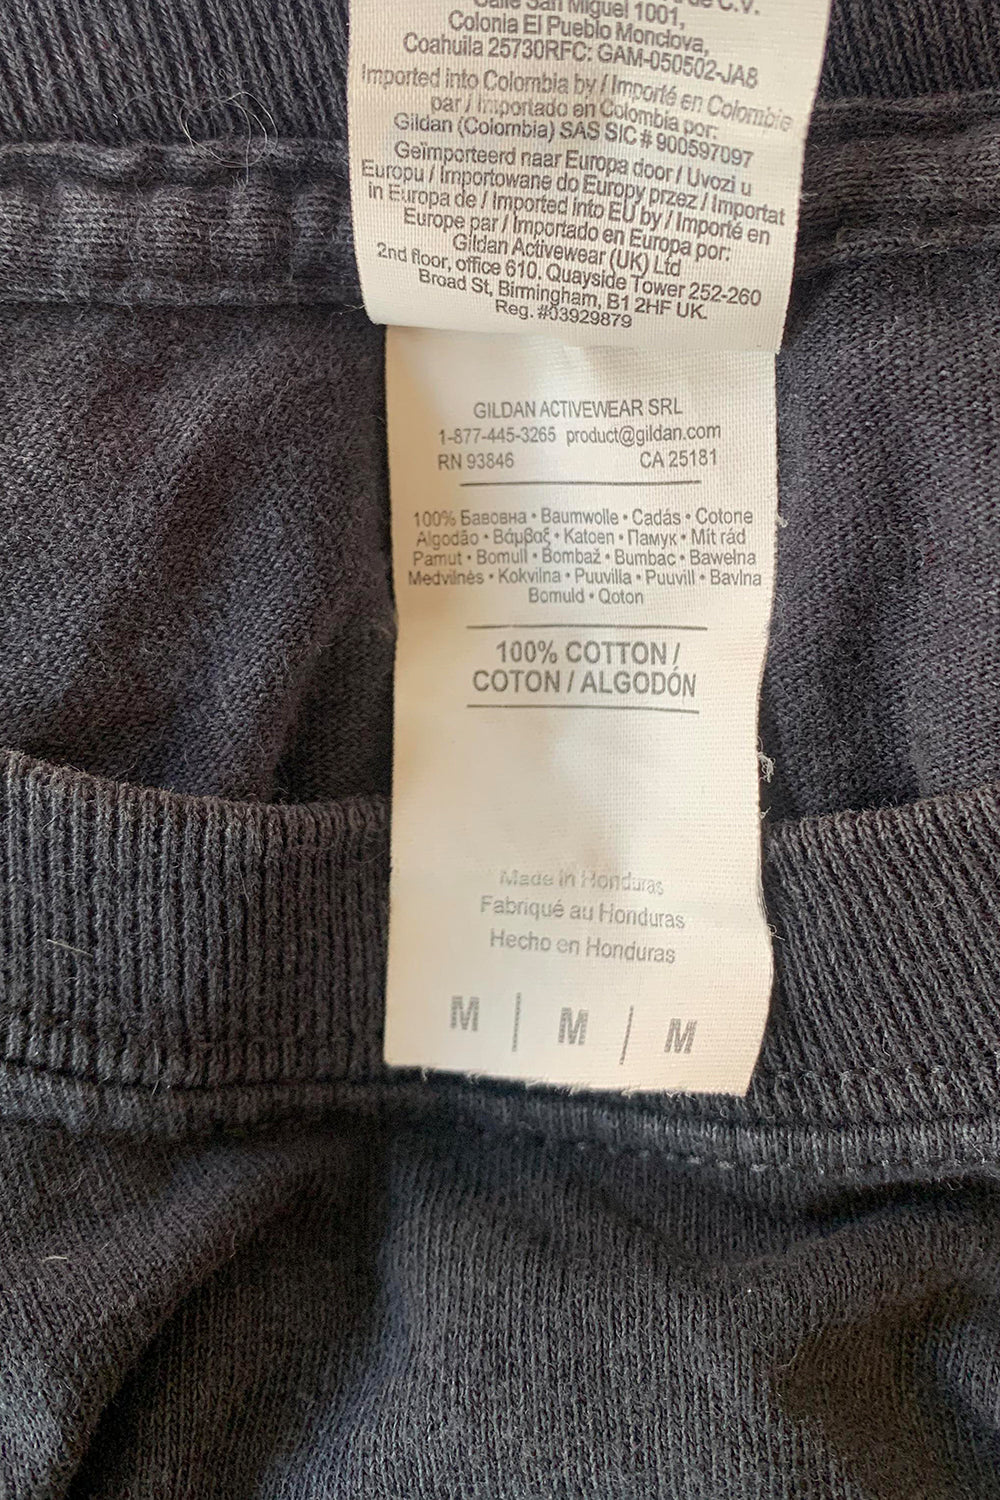 de C.V.
Calle San Miguel 1001,
Colonia El Pueblo Monclova,
Coahuila 25730RFC: GAM-050502-JA8
Imported into Colombia by / Importé en Colombie
par / Importado en Colombia por:
Gildan (Colombia) SAS SIC # 900597097
Geïmporteerd naar Europa door / Uvozi u
Europu / Importowane do Europy przez / Importat
in Europa de / Imported into EU by / Importé en
Europe par / Importado en Europa por:
Gildan Activewear (UK) Ltd
2nd floor, office 610. Quayside Tower 252-260
Broad St, Birmingham, B1 2HF UK.
Reg. #03929879
GILDAN ACTIVEWEAR SRL
1-877-445-3265 product@gildan.com
RN 93846 CA 25181
100% Бавовна • Baumwolle • Cadás • Cotone
Algodão • Βάμβαξ • Katoen • Памук • Mit rád
Pamut • Bomull • Bombaž • Bumbac • Bawełna
Medvilnės • Kokvilna • Puuvilla • Puuvill • Bavlna
Bomuld • Qoton
100% COTTON /
COTON / ALGODÓN
Made in Honduras
Fabriqué au Honduras
Hecho en Honduras
M | M | M